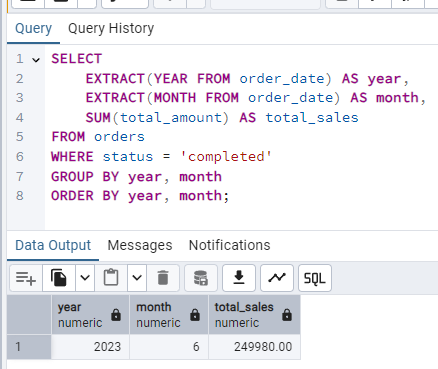 Query Query History
1 SELECT
2 EXTRACT(YEAR FROM order_date) AS year,
3 EXTRACT(MONTH FROM order_date) AS month,
4 SUM(total_amount) AS total_sales
5 FROM orders
6 WHERE status = 'completed'
7 GROUP BY year, month
8 ORDER BY year, month;
Data Output Messages Notifications
SQL
year month total_sales
numeric numeric numeric
1 2023 6 249980.00